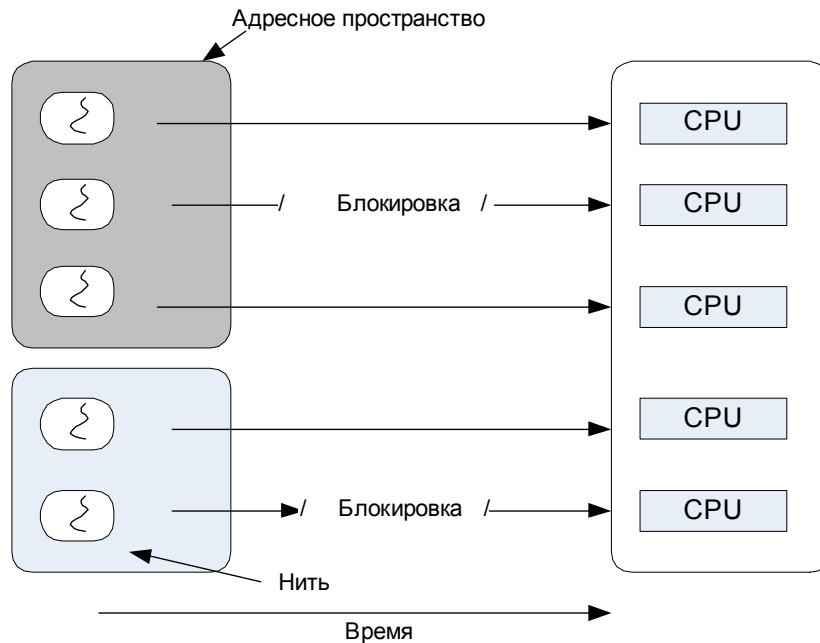 Адресное пространство
CPU
/ Блокировка /
CPU
CPU
CPU
/ Блокировка /
CPU
Нить
Время